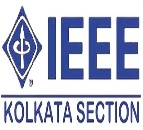 IEEE
®
KOLKATA SECTION